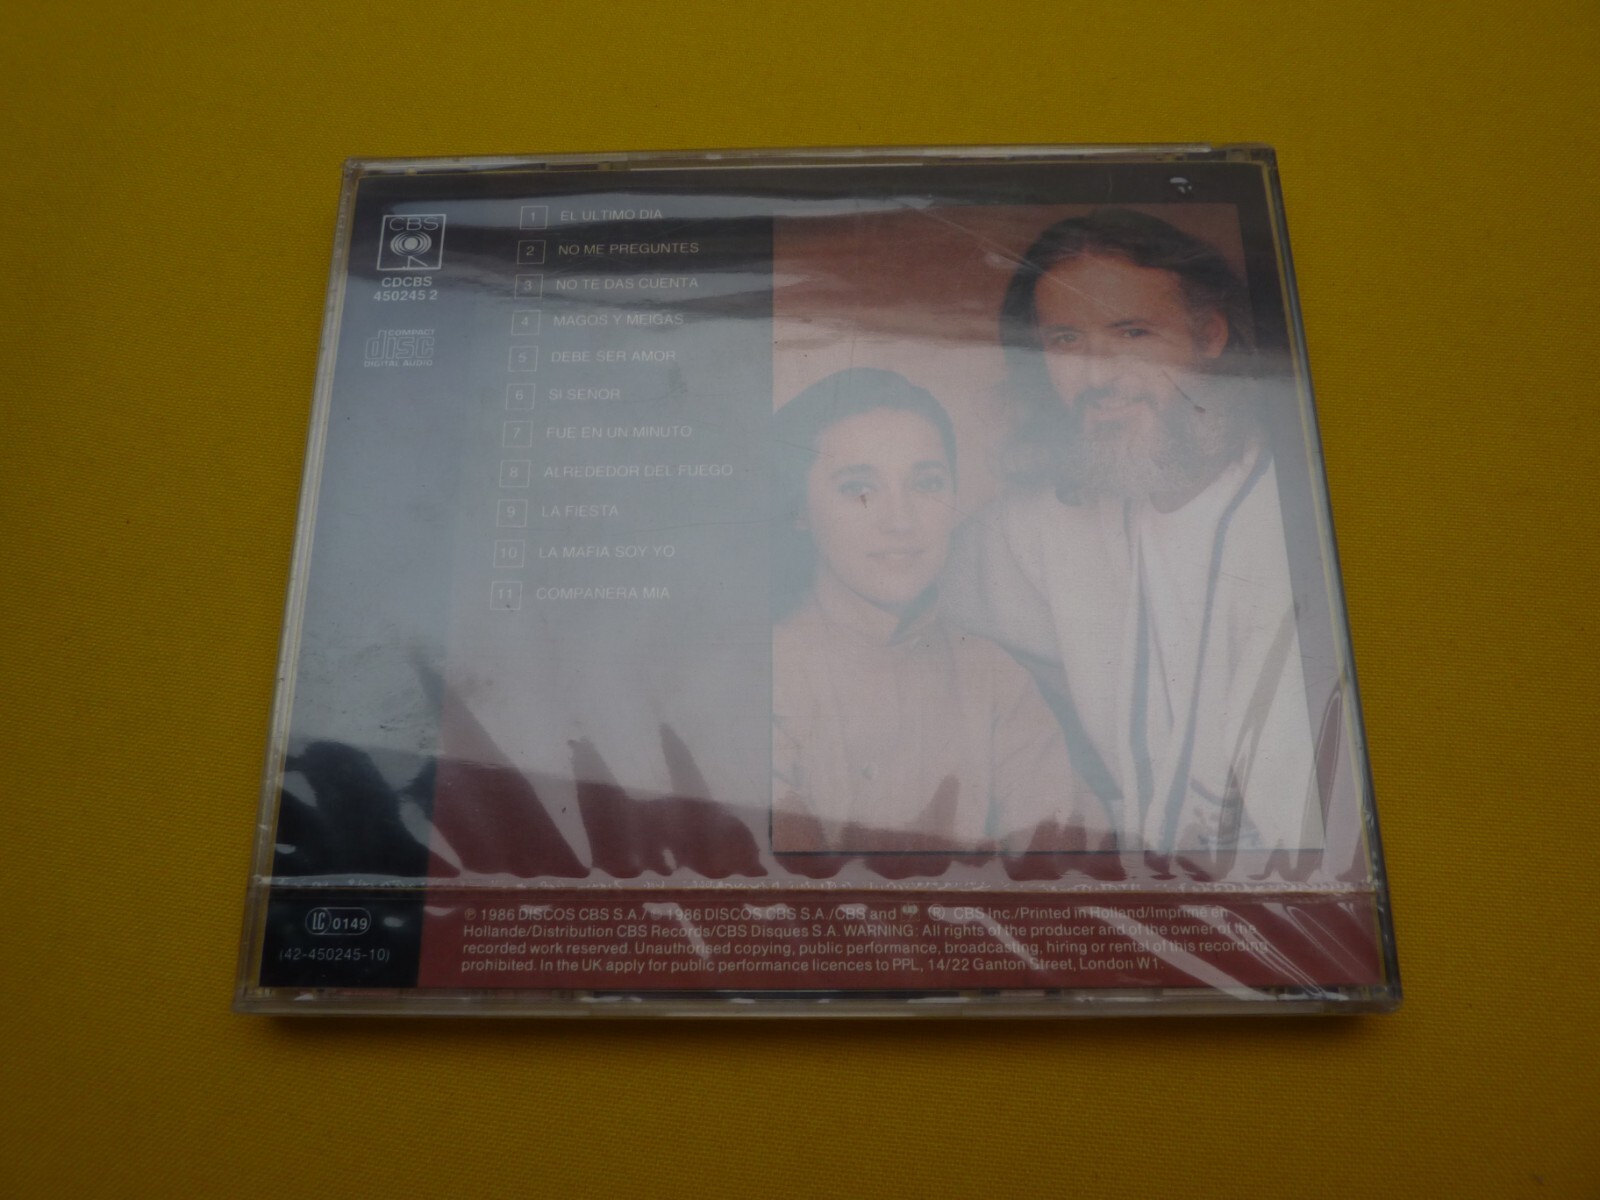 CBS
CDCBS
450245 2
COMPACT
disc
DIGITAL AUDIO
1 EL ULTIMO DIA
2 NO ME PREGUNTES
3 NO TE DAS CUENTA
4 MAGOS Y MEIGAS
5 DEBE SER AMOR
6 SI SEÑOR
7 FUE EN UN MINUTO
8 ALREDEDOR DEL FUEGO
9 LA FIESTA
10 LA MAFIA SOY YO
11 COMPAÑERA MIA
LC 0149
(42-450245-10)
℗ 1986 DISCOS CBS S.A./© 1986 DISCOS CBS S.A./CBS and ® CBS Inc./Printed in Holland/Imprimé en
Hollande/Distribution CBS Records/CBS Disques S.A. WARNING: All rights of the producer and of the owner of the
recorded work reserved. Unauthorised copying, public performance, broadcasting, hiring or rental of this recording
prohibited. In the UK apply for public performance licences to PPL, 14/22 Ganton Street, London W1.